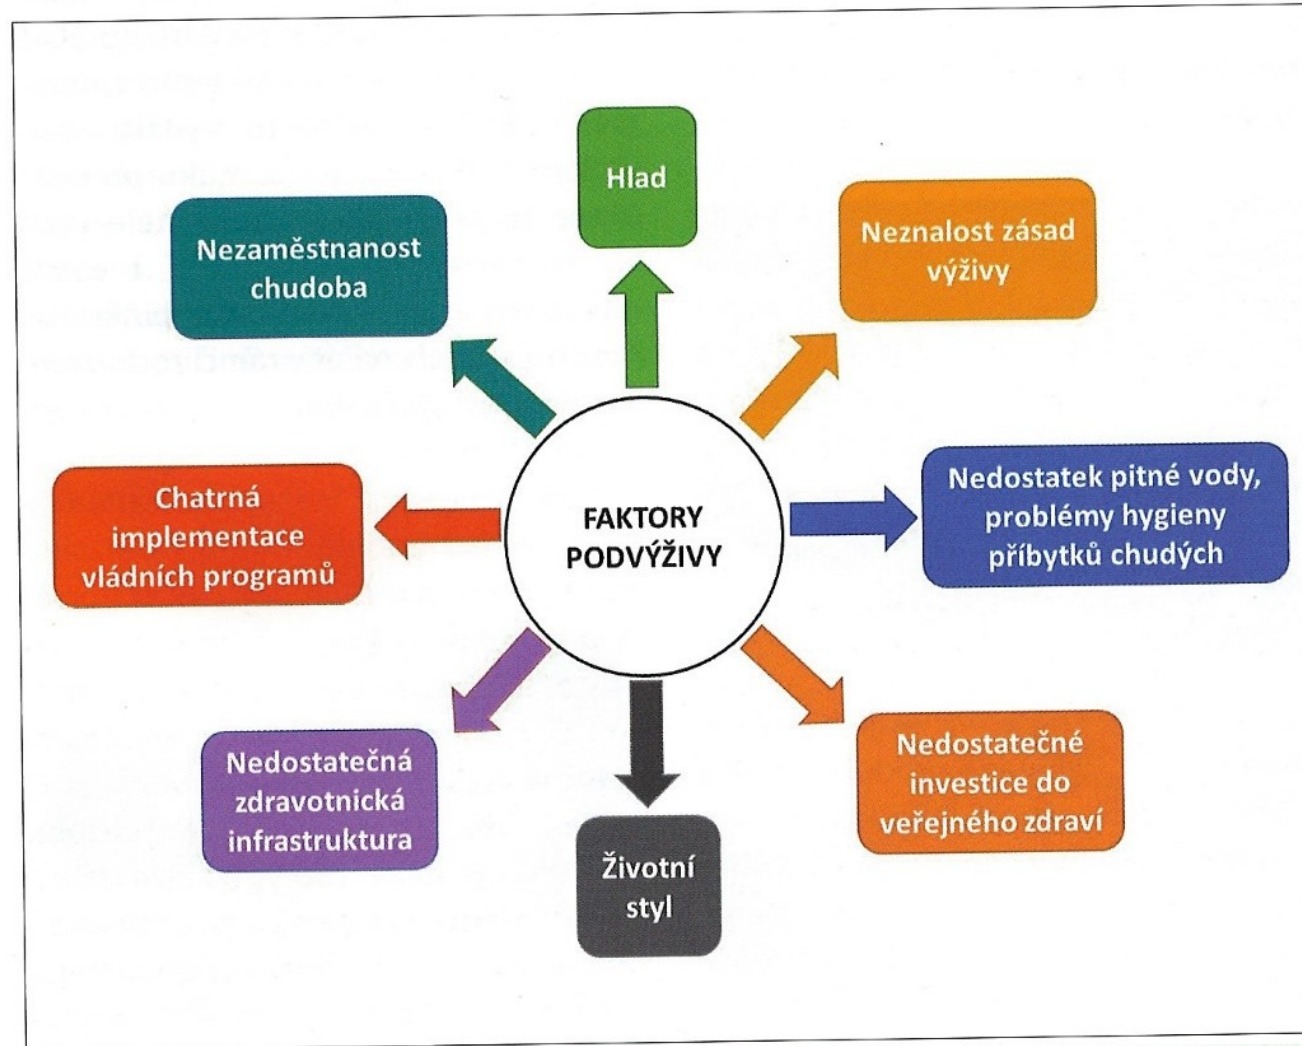 Hlad
Neznalost zásad
výživy
Nedostatek pitné vody,
problémy hygieny
příbytků chudých
Nedostatečné
investice do
veřejného zdraví
Životní
styl
Nedostatečná
zdravotnická
infrastruktura
Chatrná
implementace
vládních programů
Nezaměstnanost
chudoba
FAKTORY
PODVÝŽIVY